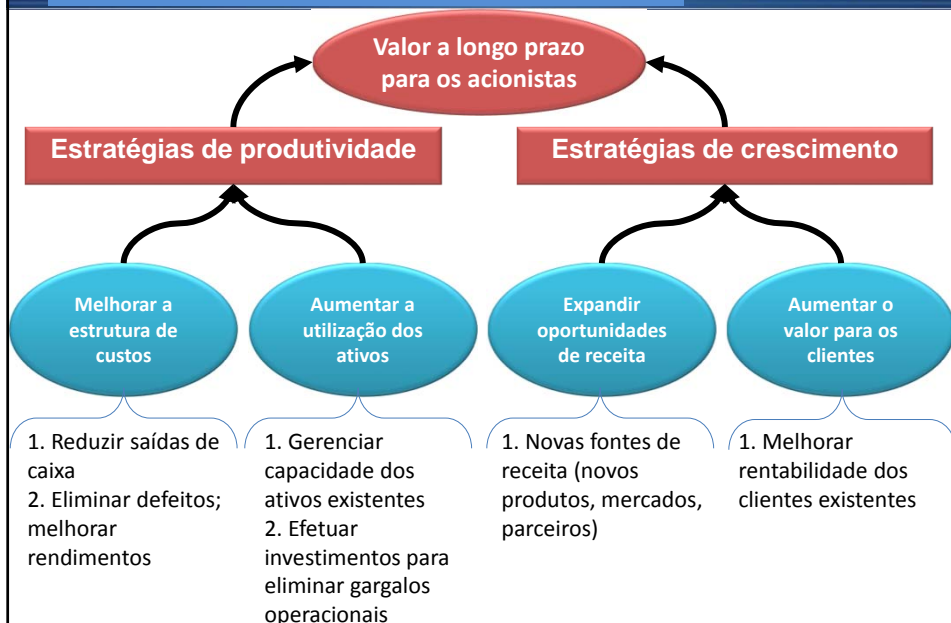 Valor a longo prazo
para os acionistas
Estratégias de produtividade
Estratégias de crescimento
Melhorar a
estrutura de
custos
Aumentar a
utilização dos
ativos
Expandir
oportunidades
de receita
Aumentar o
valor para os
clientes
1. Reduzir saídas de
caixa
2. Eliminar defeitos;
melhorar
rendimentos
1. Gerenciar
capacidade dos
ativos existentes
2. Efetuar
investimentos para
eliminar gargalos
operacionais
1. Novas fontes de
receita (novos
produtos, mercados,
parceiros)
1. Melhorar
rentabilidade dos
clientes existentes